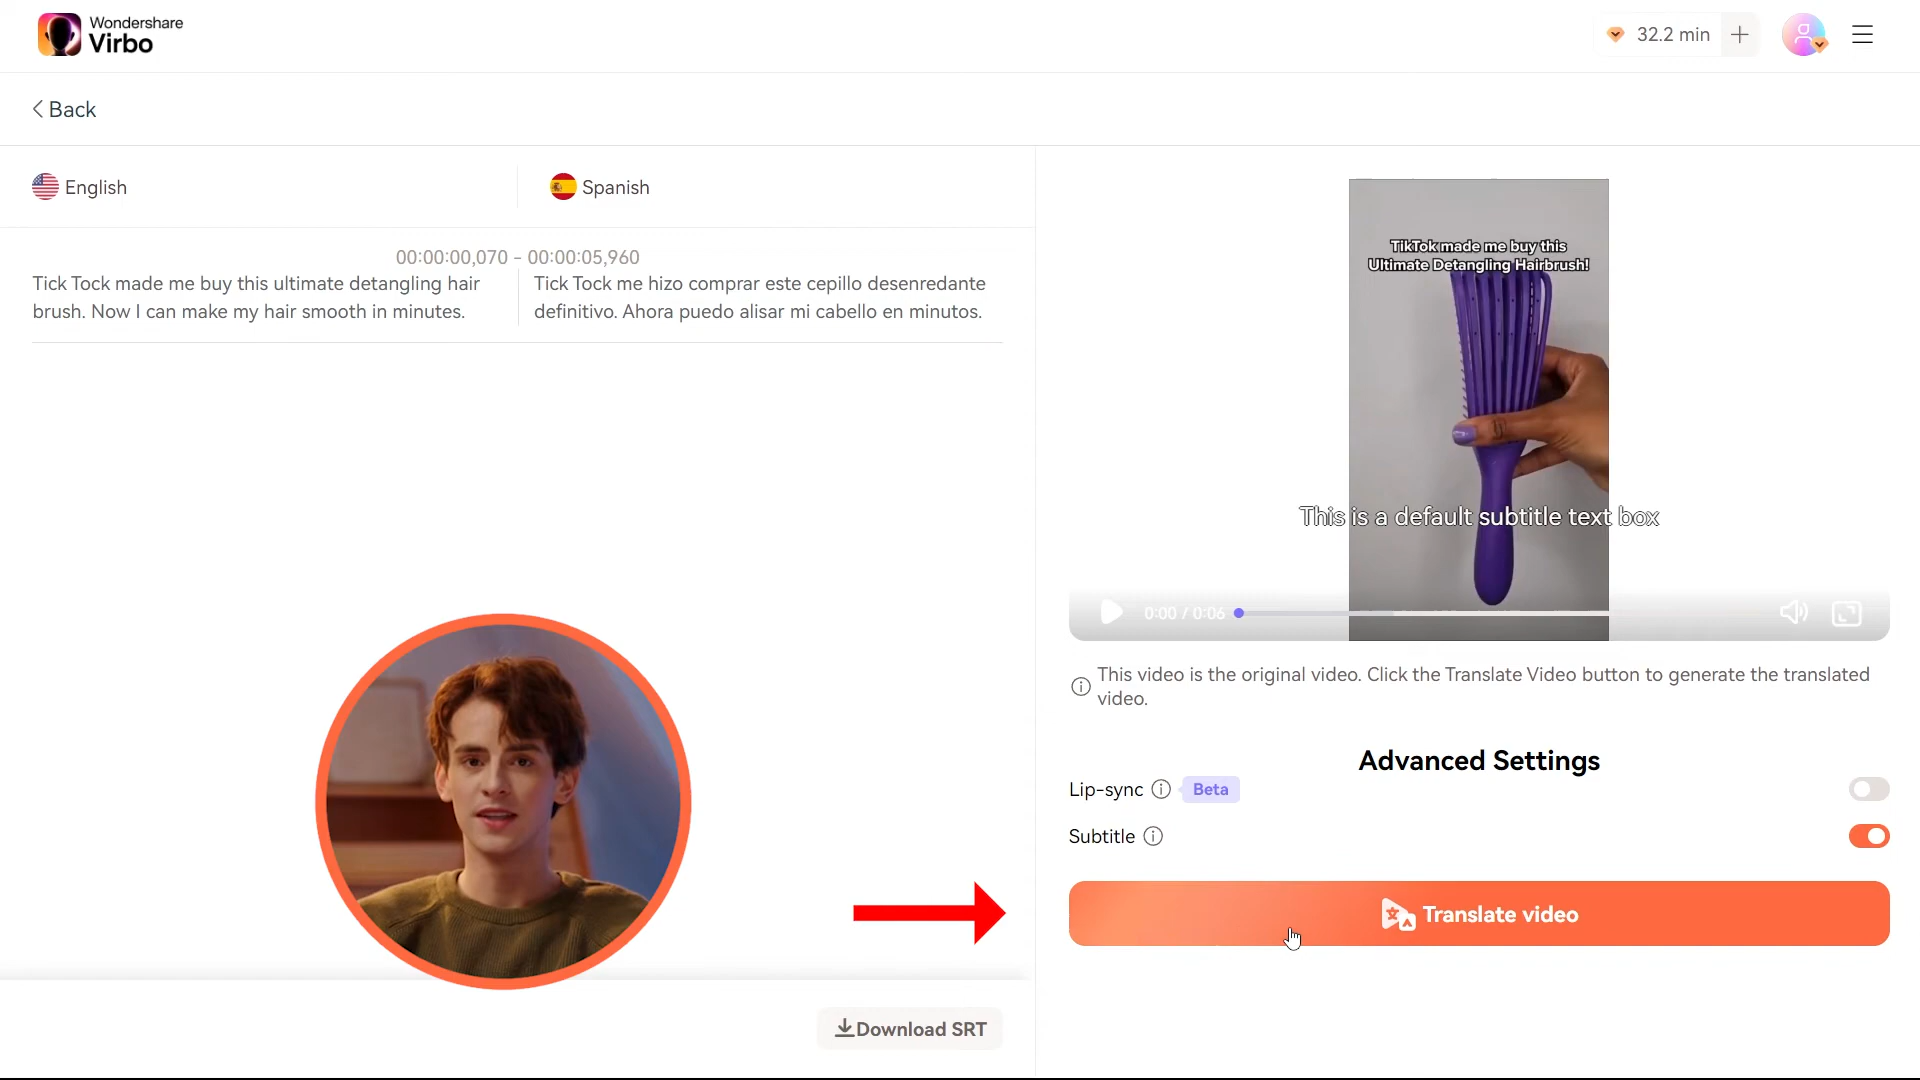 Wondershare
Virbo
32.2 min
Back
English
Spanish
00:00:00,070 - 00:00:05,960
Tick Tock made me buy this ultimate detangling hair
brush. Now I can make my hair smooth in minutes.
Tick Tock me hizo comprar este cepillo desenredante
definitivo. Ahora puedo alisar mi cabello en minutos.
Download SRT
TikTok made me buy this
Ultimate Detangling Hairbrush!
This is a default subtitle text box
0:00 / 0:06
This video is the original video. Click the Translate Video button to generate the translated
video.
Advanced Settings
Lip-sync
Beta
Subtitle
Translate video